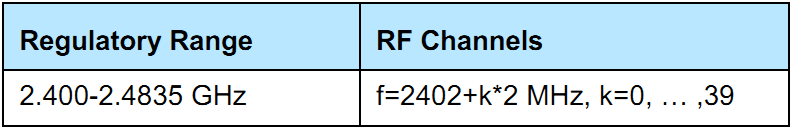 Regulatory Range RF Channels
2.400-2.4835 GHz f=2402+k*2 MHz, k=0, … ,39